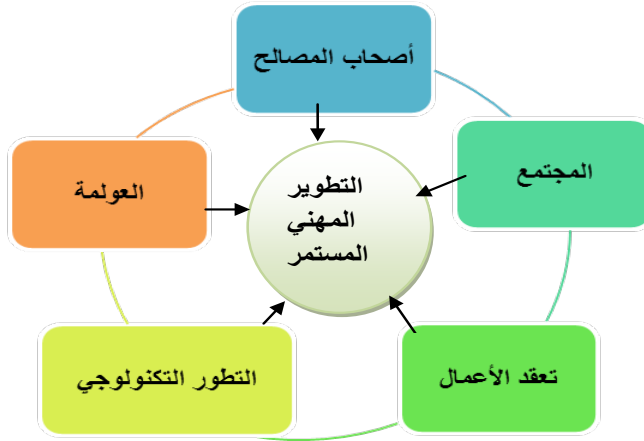 أصحاب المصالح
المجتمع
العولمة
التطوير
المهني
المستمر
تعقد الأعمال
التطور التكنولوجي